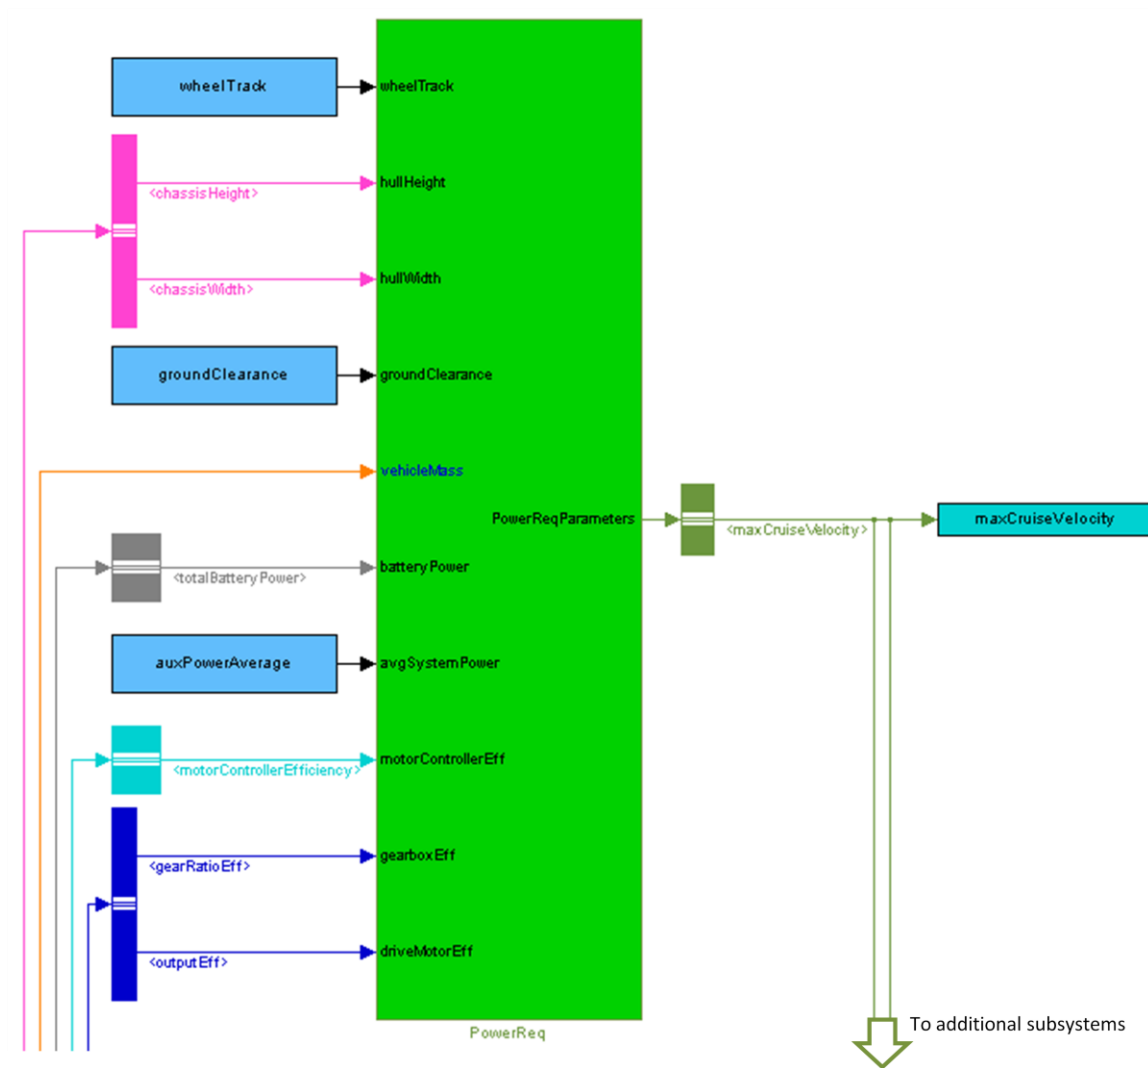 wheelTrack
wheelTrack
<chassisHeight>
hullHeight
<chassisWidth>
hullWidth
groundClearance
groundClearance
vehicleMass
PowerReqParameters
<maxCruiseVelocity>
maxCruiseVelocity
<totalBatteryPower>
batteryPower
auxPowerAverage
avgSystemPower
<motorControllerEfficiency>
motorControllerEff
<gearRatioEff>
gearboxEff
<outputEff>
driveMotorEff
PowerReq
To additional subsystems